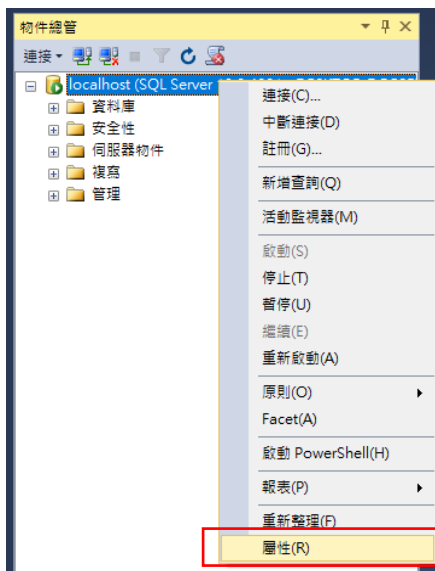 物件總管
連接
localhost (SQL Server
資料庫
安全性
伺服器物件
複寫
管理
連接(C)...
中斷連接(D)
註冊(G)...
新增查詢(Q)
活動監視器(M)
啟動(S)
停止(T)
暫停(U)
繼續(E)
重新啟動(A)
原則(O)
Facet(A)
啟動 PowerShell(H)
報表(P)
重新整理(F)
屬性(R)